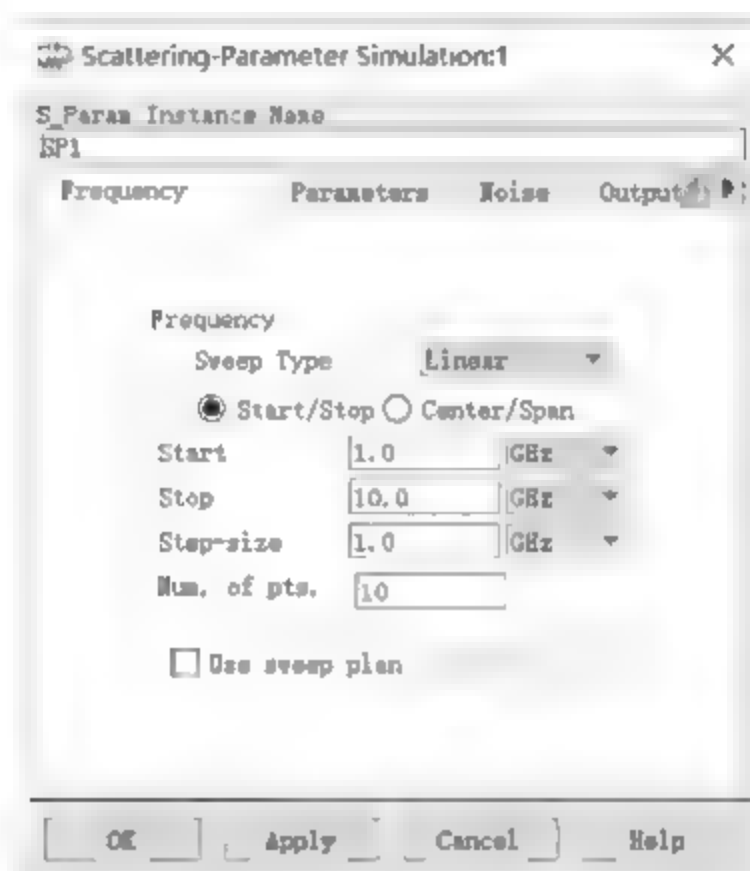 Scattering-Parameter Simulation:1
S_Param Instance Name
SP1
Frequency Parameters Noise Output
Frequency
Sweep Type Linear
Start/Stop Center/Span
Start 1.0 GHz
Stop 10.0 GHz
Step-size 1.0 GHz
Num. of pts. 10
Use sweep plan
OK Apply Cancel Help